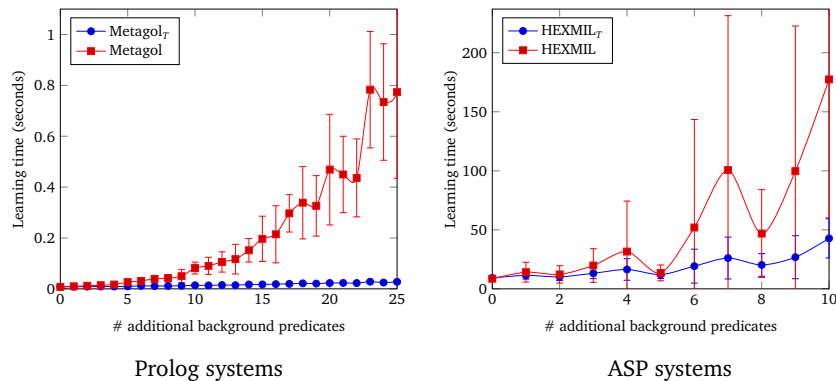 Metagol_T
Metagol
Learning time (seconds)
1
0.8
0.6
0.4
0.2
0
0 5 10 15 20 25
# additional background predicates
Prolog systems
HEXMIL_T
HEXMIL
Learning time (seconds)
200
150
100
50
0
0 2 4 6 8 10
# additional background predicates
ASP systems